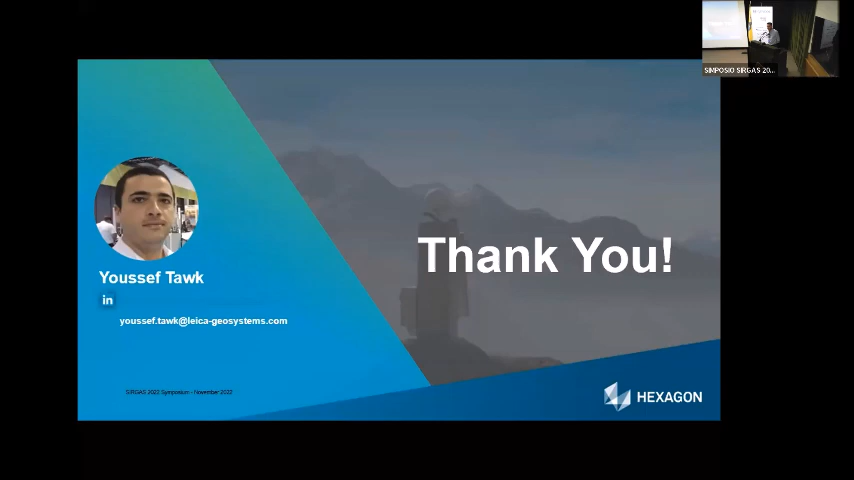 SIMPOSIO SIRGAS 20...
Thank You!
Youssef Tawk
in
youssef.tawk@leica-geosystems.com
SIRGAS 2022 Symposium - November 2022
HEXAGON